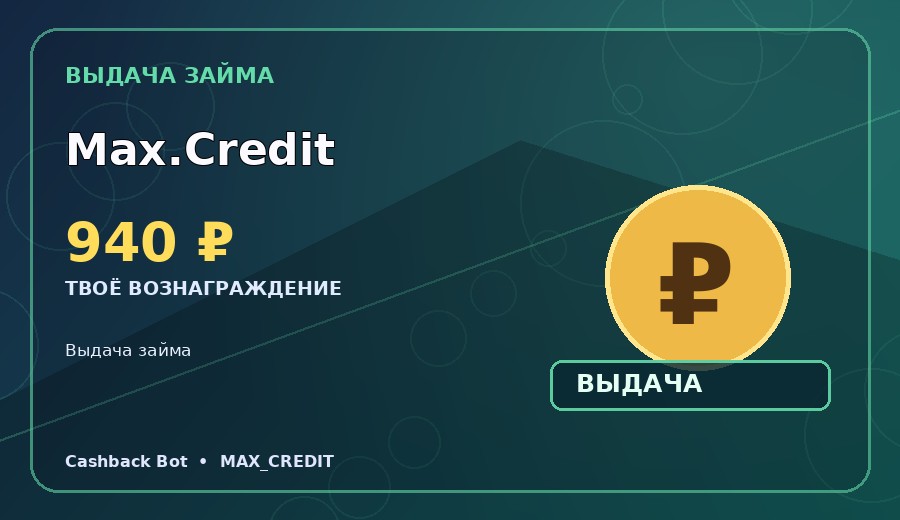 ВЫДАЧА ЗАЙМА
Max.Credit
940 ₽
ТВОЁ ВОЗНАГРАЖДЕНИЕ
Выдача займа
₽
ВЫДАЧА
Cashback Bot • MAX_CREDIT